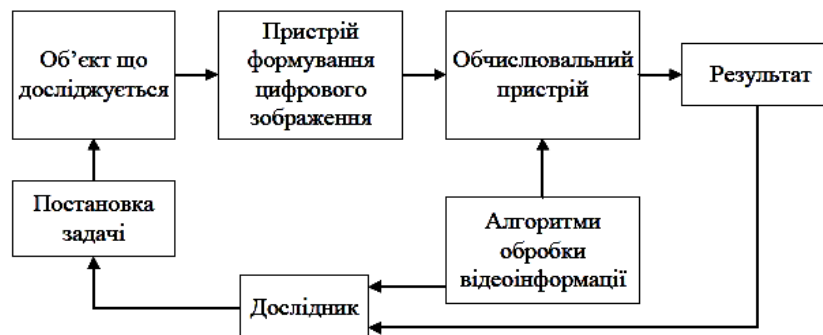 Об’єкт що
досліджується
Пристрій
формування
цифрового
зображення
Обчислювальний
пристрій
Результат
Постановка
задачі
Алгоритми
обробки
відеоінформації
Дослідник